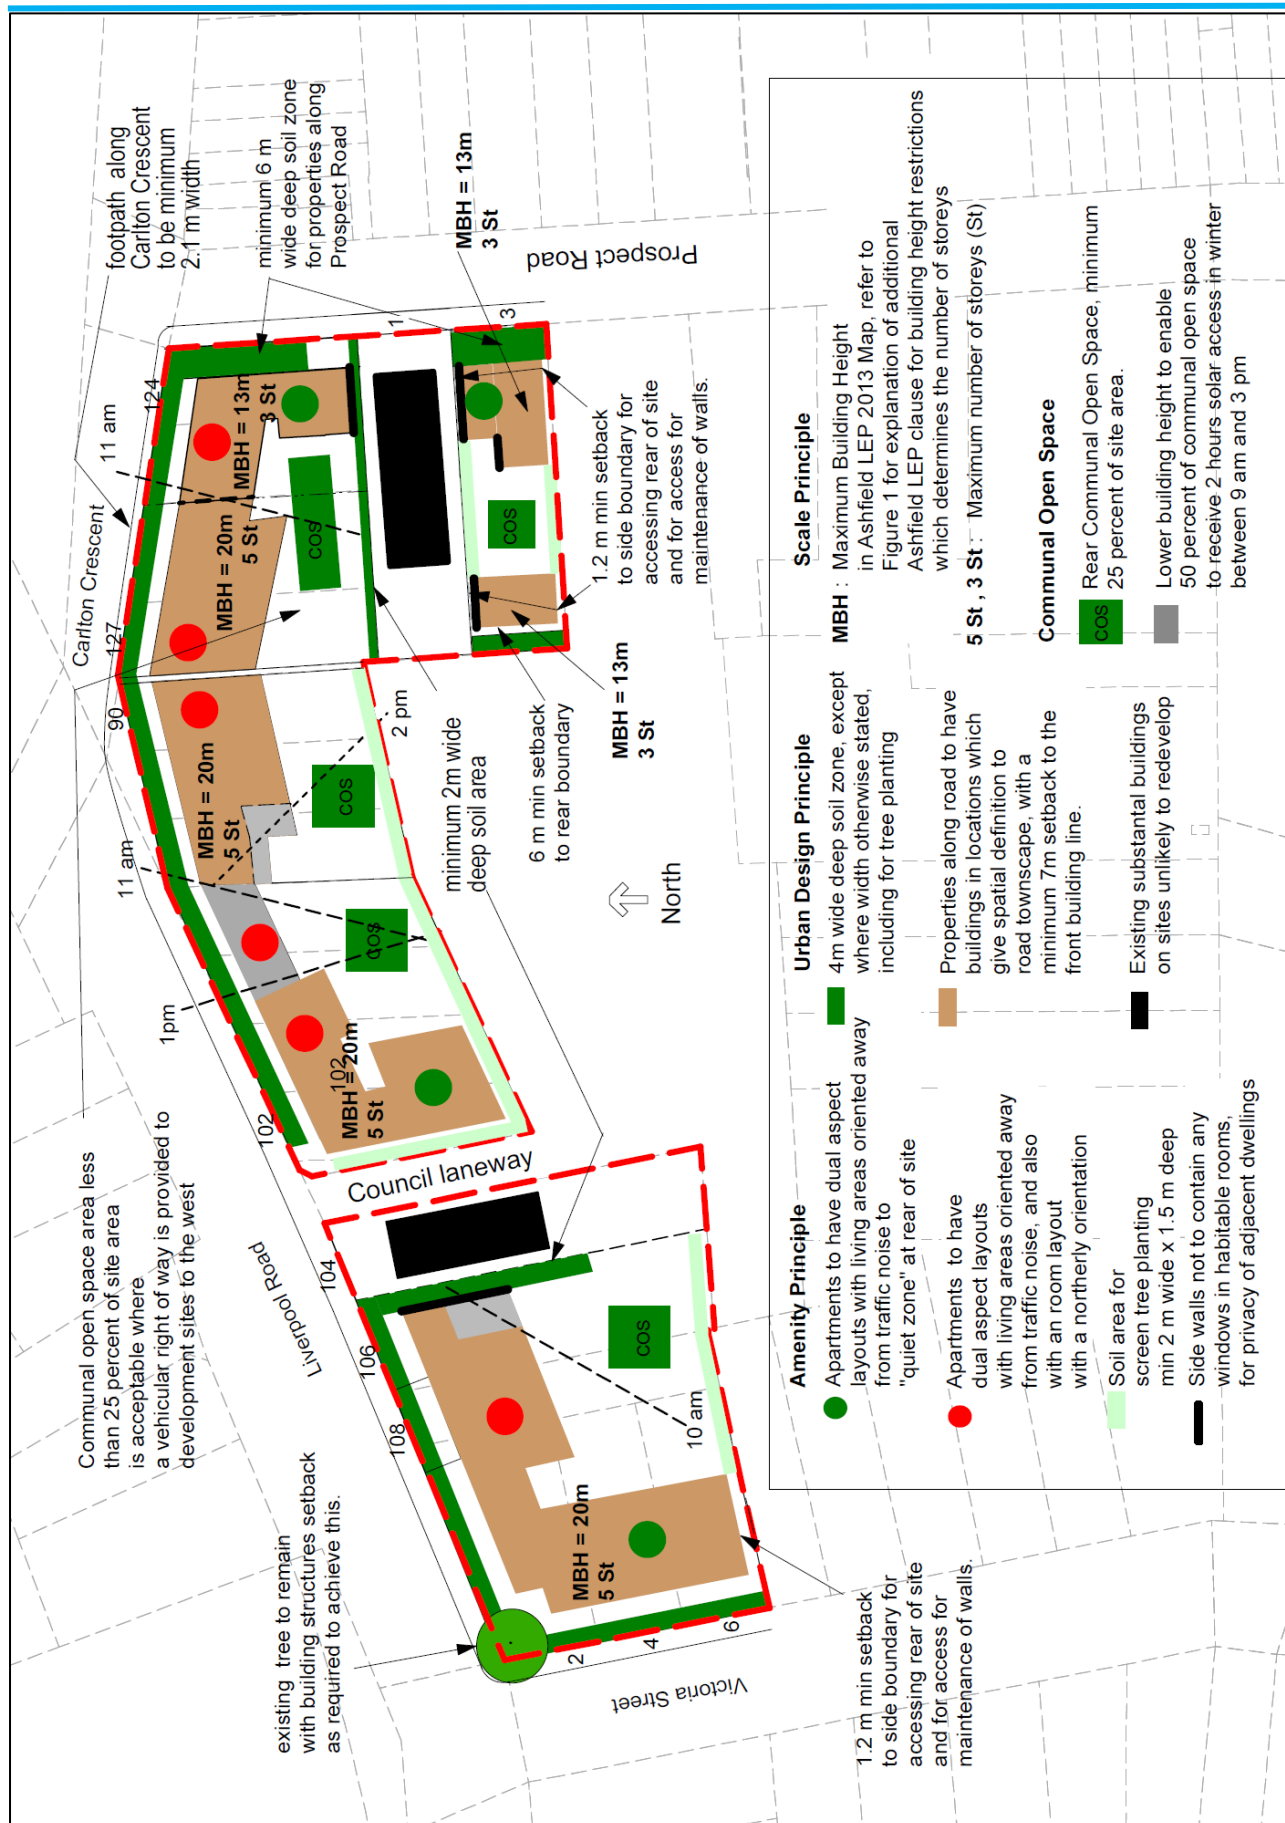 Communal open space area less
than 25 percent of site area
is acceptable where
a vehicular right of way is provided to
development sites to the west
existing tree to remain
with building structures setback
as required to achieve this.
footpath along
Carlton Crescent
to be minimum
2.1 m width
minimum 6 m
wide deep soil zone
for properties along
Prospect Road
Carlton Crescent
Liverpool Road
Council laneway
Victoria Street
Prospect Road
1pm
11 am
11 am
2 pm
10 am
108
106
104
102
90
127
124
1
3
2
4
6
102
MBH = 20m
5 St
MBH = 20m
5 St
MBH = 20m
5 St
MBH = 20m
5 St
MBH = 13m
3 St
MBH = 13m
3 St
MBH = 13m
3 St
COS
COS
COS
COS
COS
minimum 2m wide
deep soil area
6 m min setback
to rear boundary
1.2 m min setback
to side boundary for
accessing rear of site
and for access for
maintenance of walls.
1.2 m min setback
to side boundary for
accessing rear of site
and for access for
maintenance of walls.
North
Amenity Principle
Apartments to have dual aspect
layouts with living areas oriented away
from traffic noise to
"quiet zone" at rear of site
Apartments to have
dual aspect layouts
with living areas oriented away
from traffic noise, and also
with an room layout
with a northerly orientation
Soil area for
screen tree planting
min 2 m wide x 1.5 m deep
Side walls not to contain any
windows in habitable rooms,
for privacy of adjacent dwellings
Urban Design Principle
4m wide deep soil zone, except
where width otherwise stated,
including for tree planting
Properties along road to have
buildings in locations which
give spatial definition to
road townscape, with a
minimum 7m setback to the
front building line.
Existing substantal buildings
on sites unlikely to redevelop
Scale Principle
MBH : Maximum Building Height
in Ashfield LEP 2013 Map, refer to
Figure 1 for explanation of additional
Ashfield LEP clause for building height restrictions
which determines the number of storeys
5 St , 3 St : Maximum number of storeys (St)
Communal Open Space
COS Rear Communal Open Space, minimum
25 percent of site area.
Lower building height to enable
50 percent of communal open space
to receive 2 hours solar access in winter
between 9 am and 3 pm